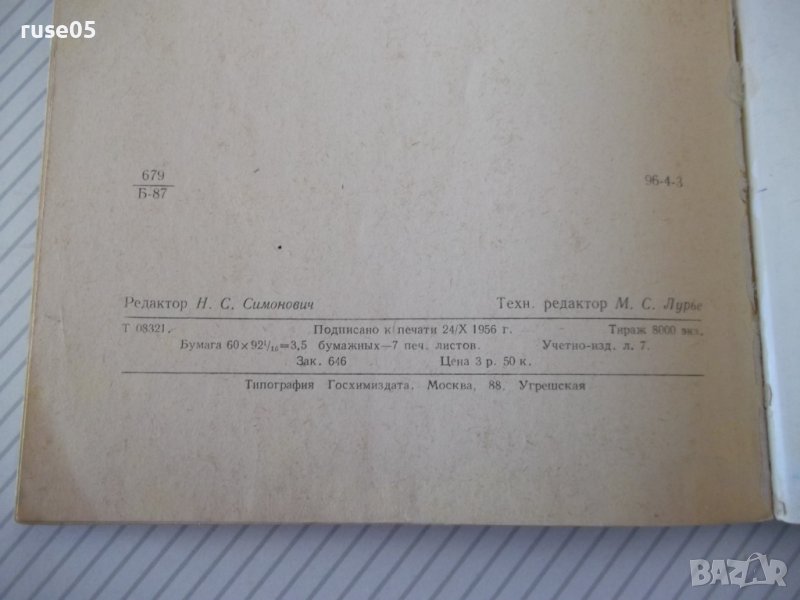 ruse05
679
Б-87
96-4-3
Редактор Н. С. Симонович
Техн. редактор М. С. Лурье
Т 08321.
Подписано к печати 24/X 1956 г.
Тираж 8000 экз.
Бумага 60×92¹/₁₆=3,5 бумажных—7 печ. листов.
Учетно-изд. л. 7.
Зак. 646
Цена 3 р. 50 к.
Типография Госхимиздата. Москва, 88, Угрешская
BAZAR